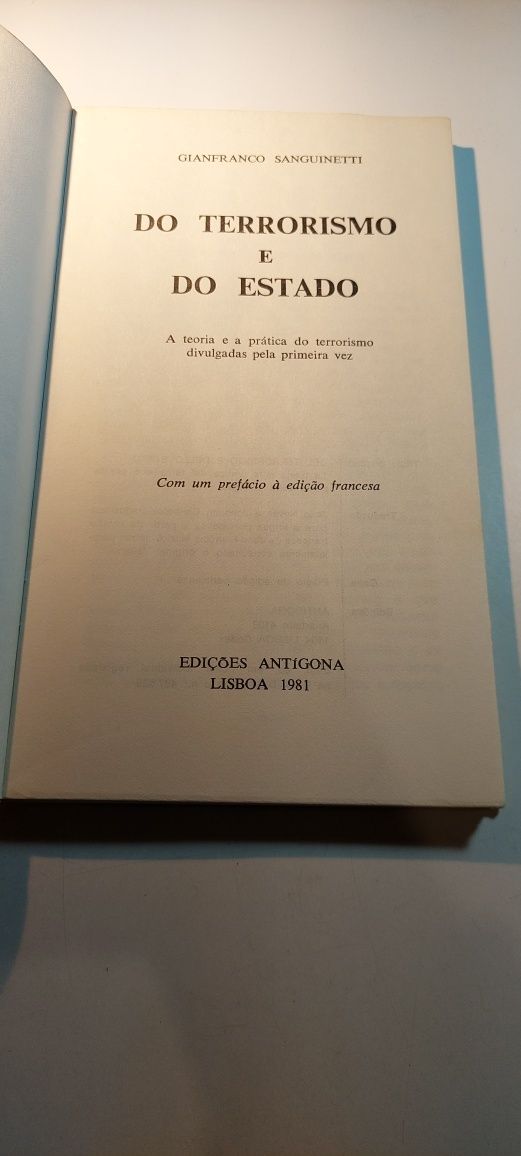 GIANFRANCO SANGUINETTI
DO TERRORISMO
E
DO ESTADO
A teoria e a prática do terrorismo
divulgadas pela primeira vez
Com um prefácio à edição francesa
EDIÇÕES ANTÍGONA
LISBOA 1981